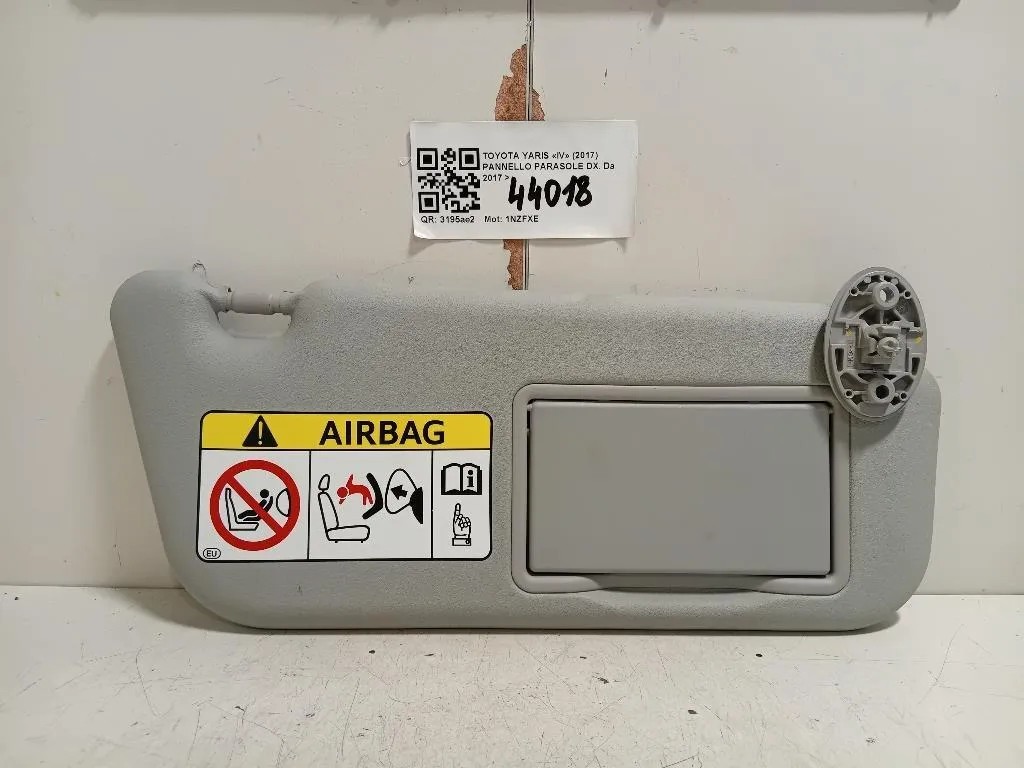 TOYOTA YARIS «IV» (2017)
PANNELLO PARASOLE DX. Da
2017 >
44018
QR: 3195ae2 Mot: 1NZFXE
AIRBAG
EU